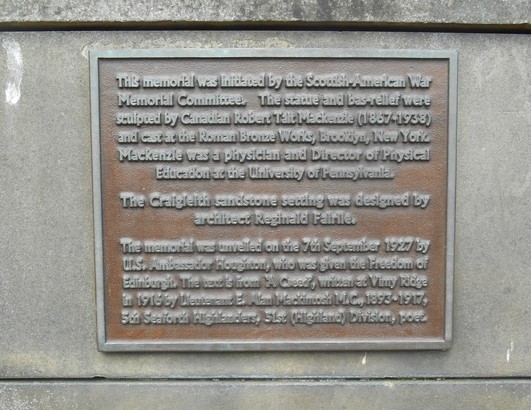 This memorial was initiated by the Scottish-American War
Memorial Committee. The statue and bas-relief were
sculpted by Canadian Robert Tait Mackenzie (1867-1938)
and cast at the Roman Bronze Works, Brooklyn, New York.
Mackenzie was a physician and Director of Physical
Education at the University of Pennsylvania.
The Craigleith sandstone setting was designed by
architect Reginald Fairlie.
The memorial was unveiled on the 7th September 1927 by
U.S. Ambassador Houghton, who was given the Freedom of
Edinburgh. The text is from 'A Creed', written at Vimy Ridge
in 1916 by Lieutenant E. Alan Mackintosh M.C., 1893-1917,
5th Seaforth Highlanders, 51st (Highland) Division, poet.